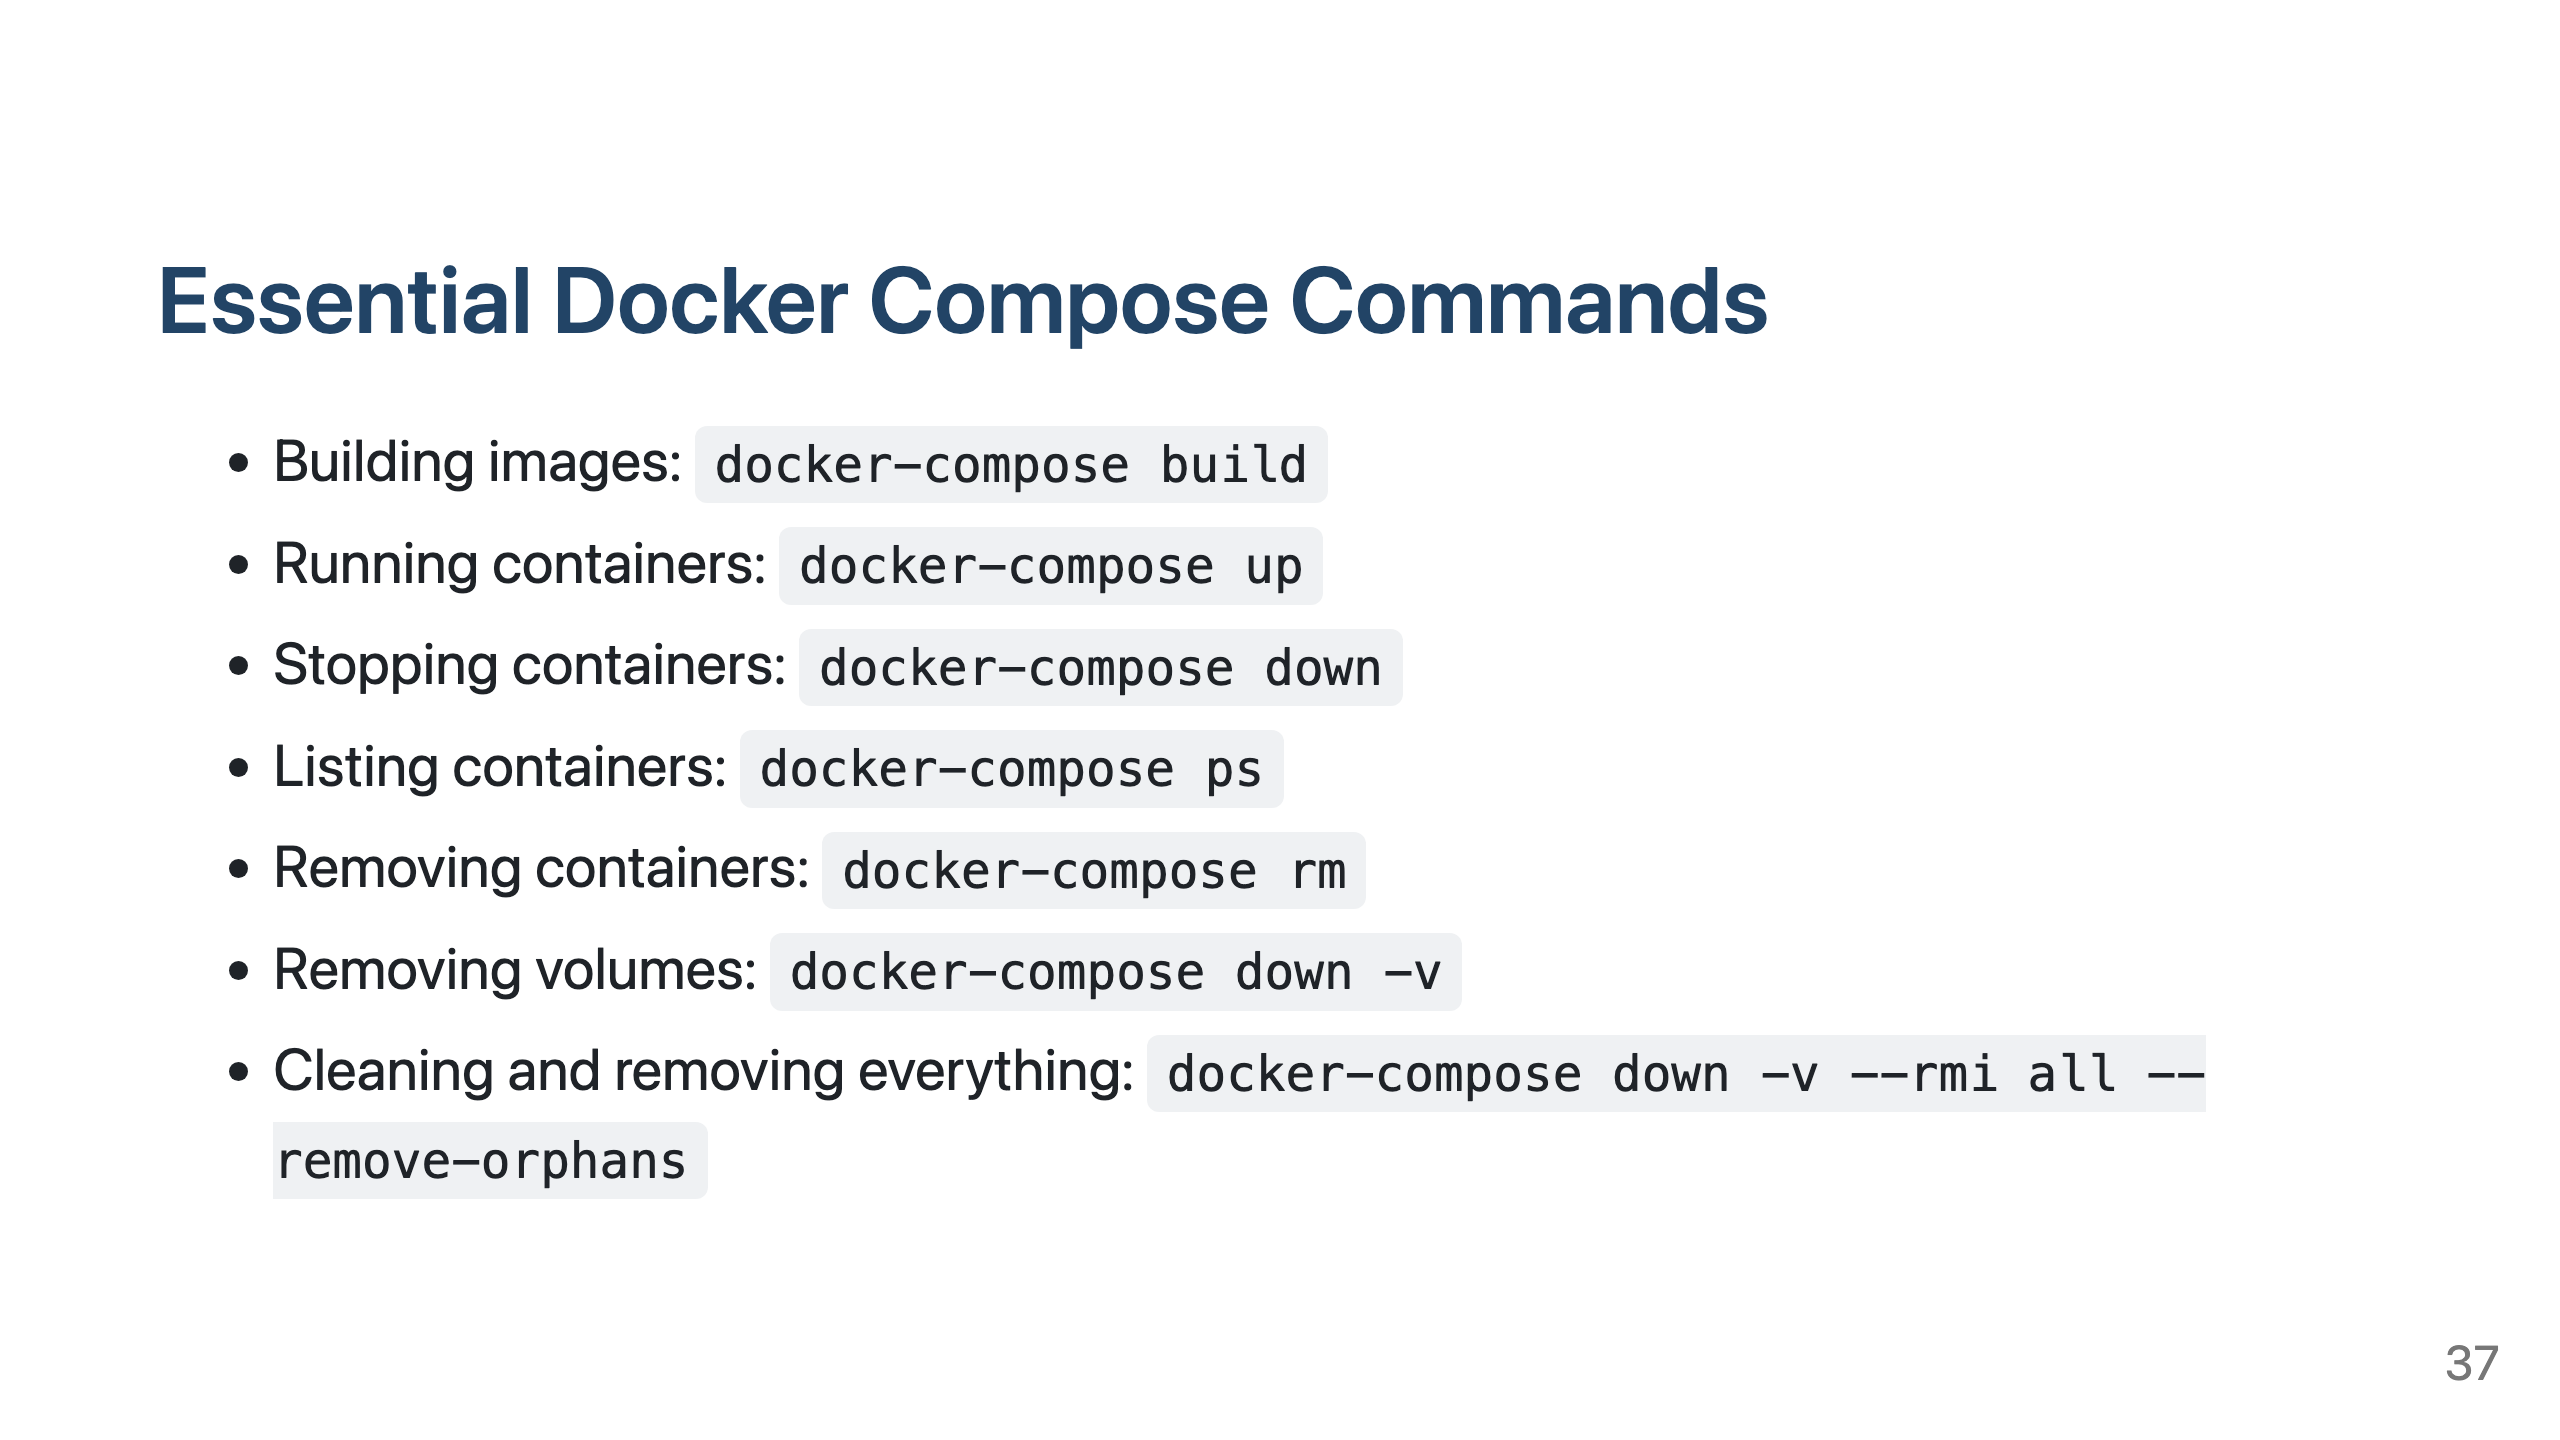 Essential Docker Compose Commands
• Building images: docker-compose build
• Running containers: docker-compose up
• Stopping containers: docker-compose down
• Listing containers: docker-compose ps
• Removing containers: docker-compose rm
• Removing volumes: docker-compose down -v
• Cleaning and removing everything: docker-compose down -v --rmi all --
remove-orphans
37